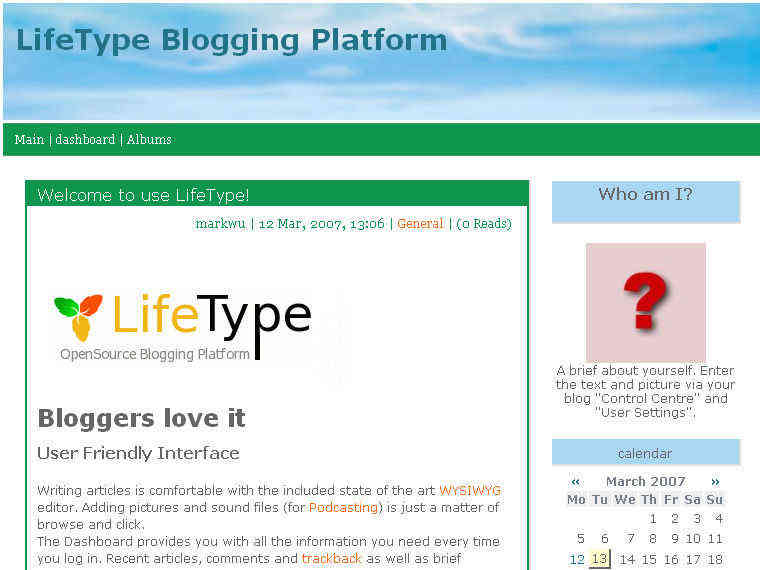 LifeType Blogging Platform
Main | dashboard | Albums
Welcome to use LifeType!
markwu | 12 Mar, 2007, 13:06 | General | (0 Reads)
LifeType
OpenSource Blogging Platform
Bloggers love it
User Friendly Interface
Writing articles is comfortable with the included state of the art WYSIWYG
editor. Adding pictures and sound files (for Podcasting) is just a matter of
browse and click.
The Dashboard provides you with all the information you need every time
you log in. Recent articles, comments and trackback as well as brief
Who am I?
?
A brief about yourself. Enter
the text and picture via your
blog "Control Centre" and
"User Settings".
calendar
« March 2007 »
Mo Tu We Th Fr Sa Su
1 2 3 4
5 6 7 8 9 10 11
12 13 14 15 16 17 18